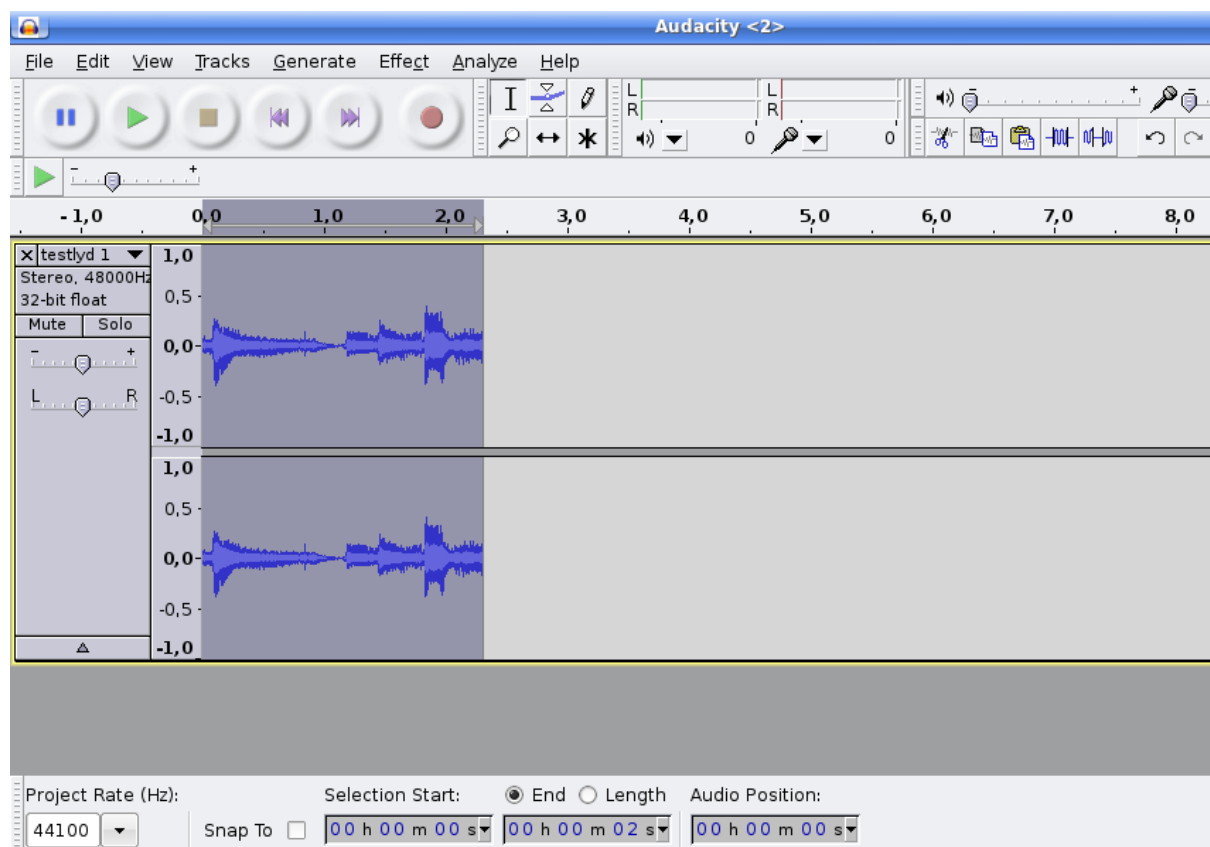 Audacity <2>
File Edit View Tracks Generate Effect Analyze Help
L
R
L
R
0
0
- +
- 1,0 0,0 1,0 2,0 3,0 4,0 5,0 6,0 7,0 8,0
X testlyd 1
Stereo, 48000Hz
32-bit float
Mute Solo
- +
L R
1,0
0,5
0,0
-0,5
-1,0
1,0
0,5
0,0
-0,5
-1,0
Project Rate (Hz): Selection Start: End Length Audio Position:
44100 Snap To 00 h 00 m 00 s 00 h 00 m 02 s 00 h 00 m 00 s